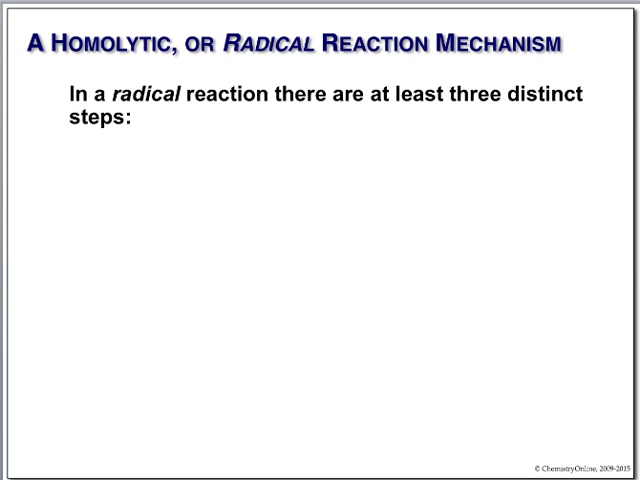 A HOMOLYTIC, OR RADICAL REACTION MECHANISM
In a radical reaction there are at least three distinct
steps:
© ChemistryOnline, 2009-2015